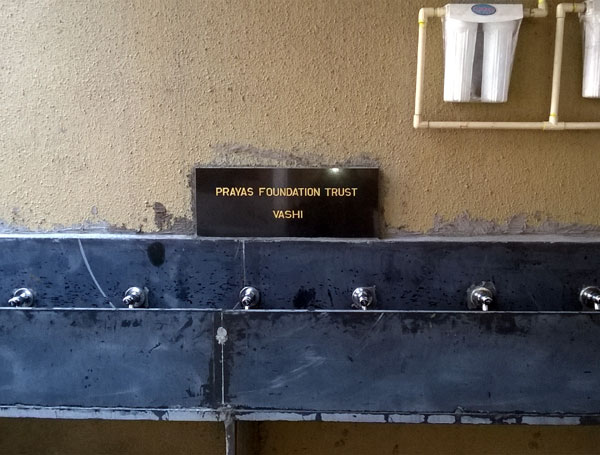 PRAYAS FOUNDATION TRUST
VASHI